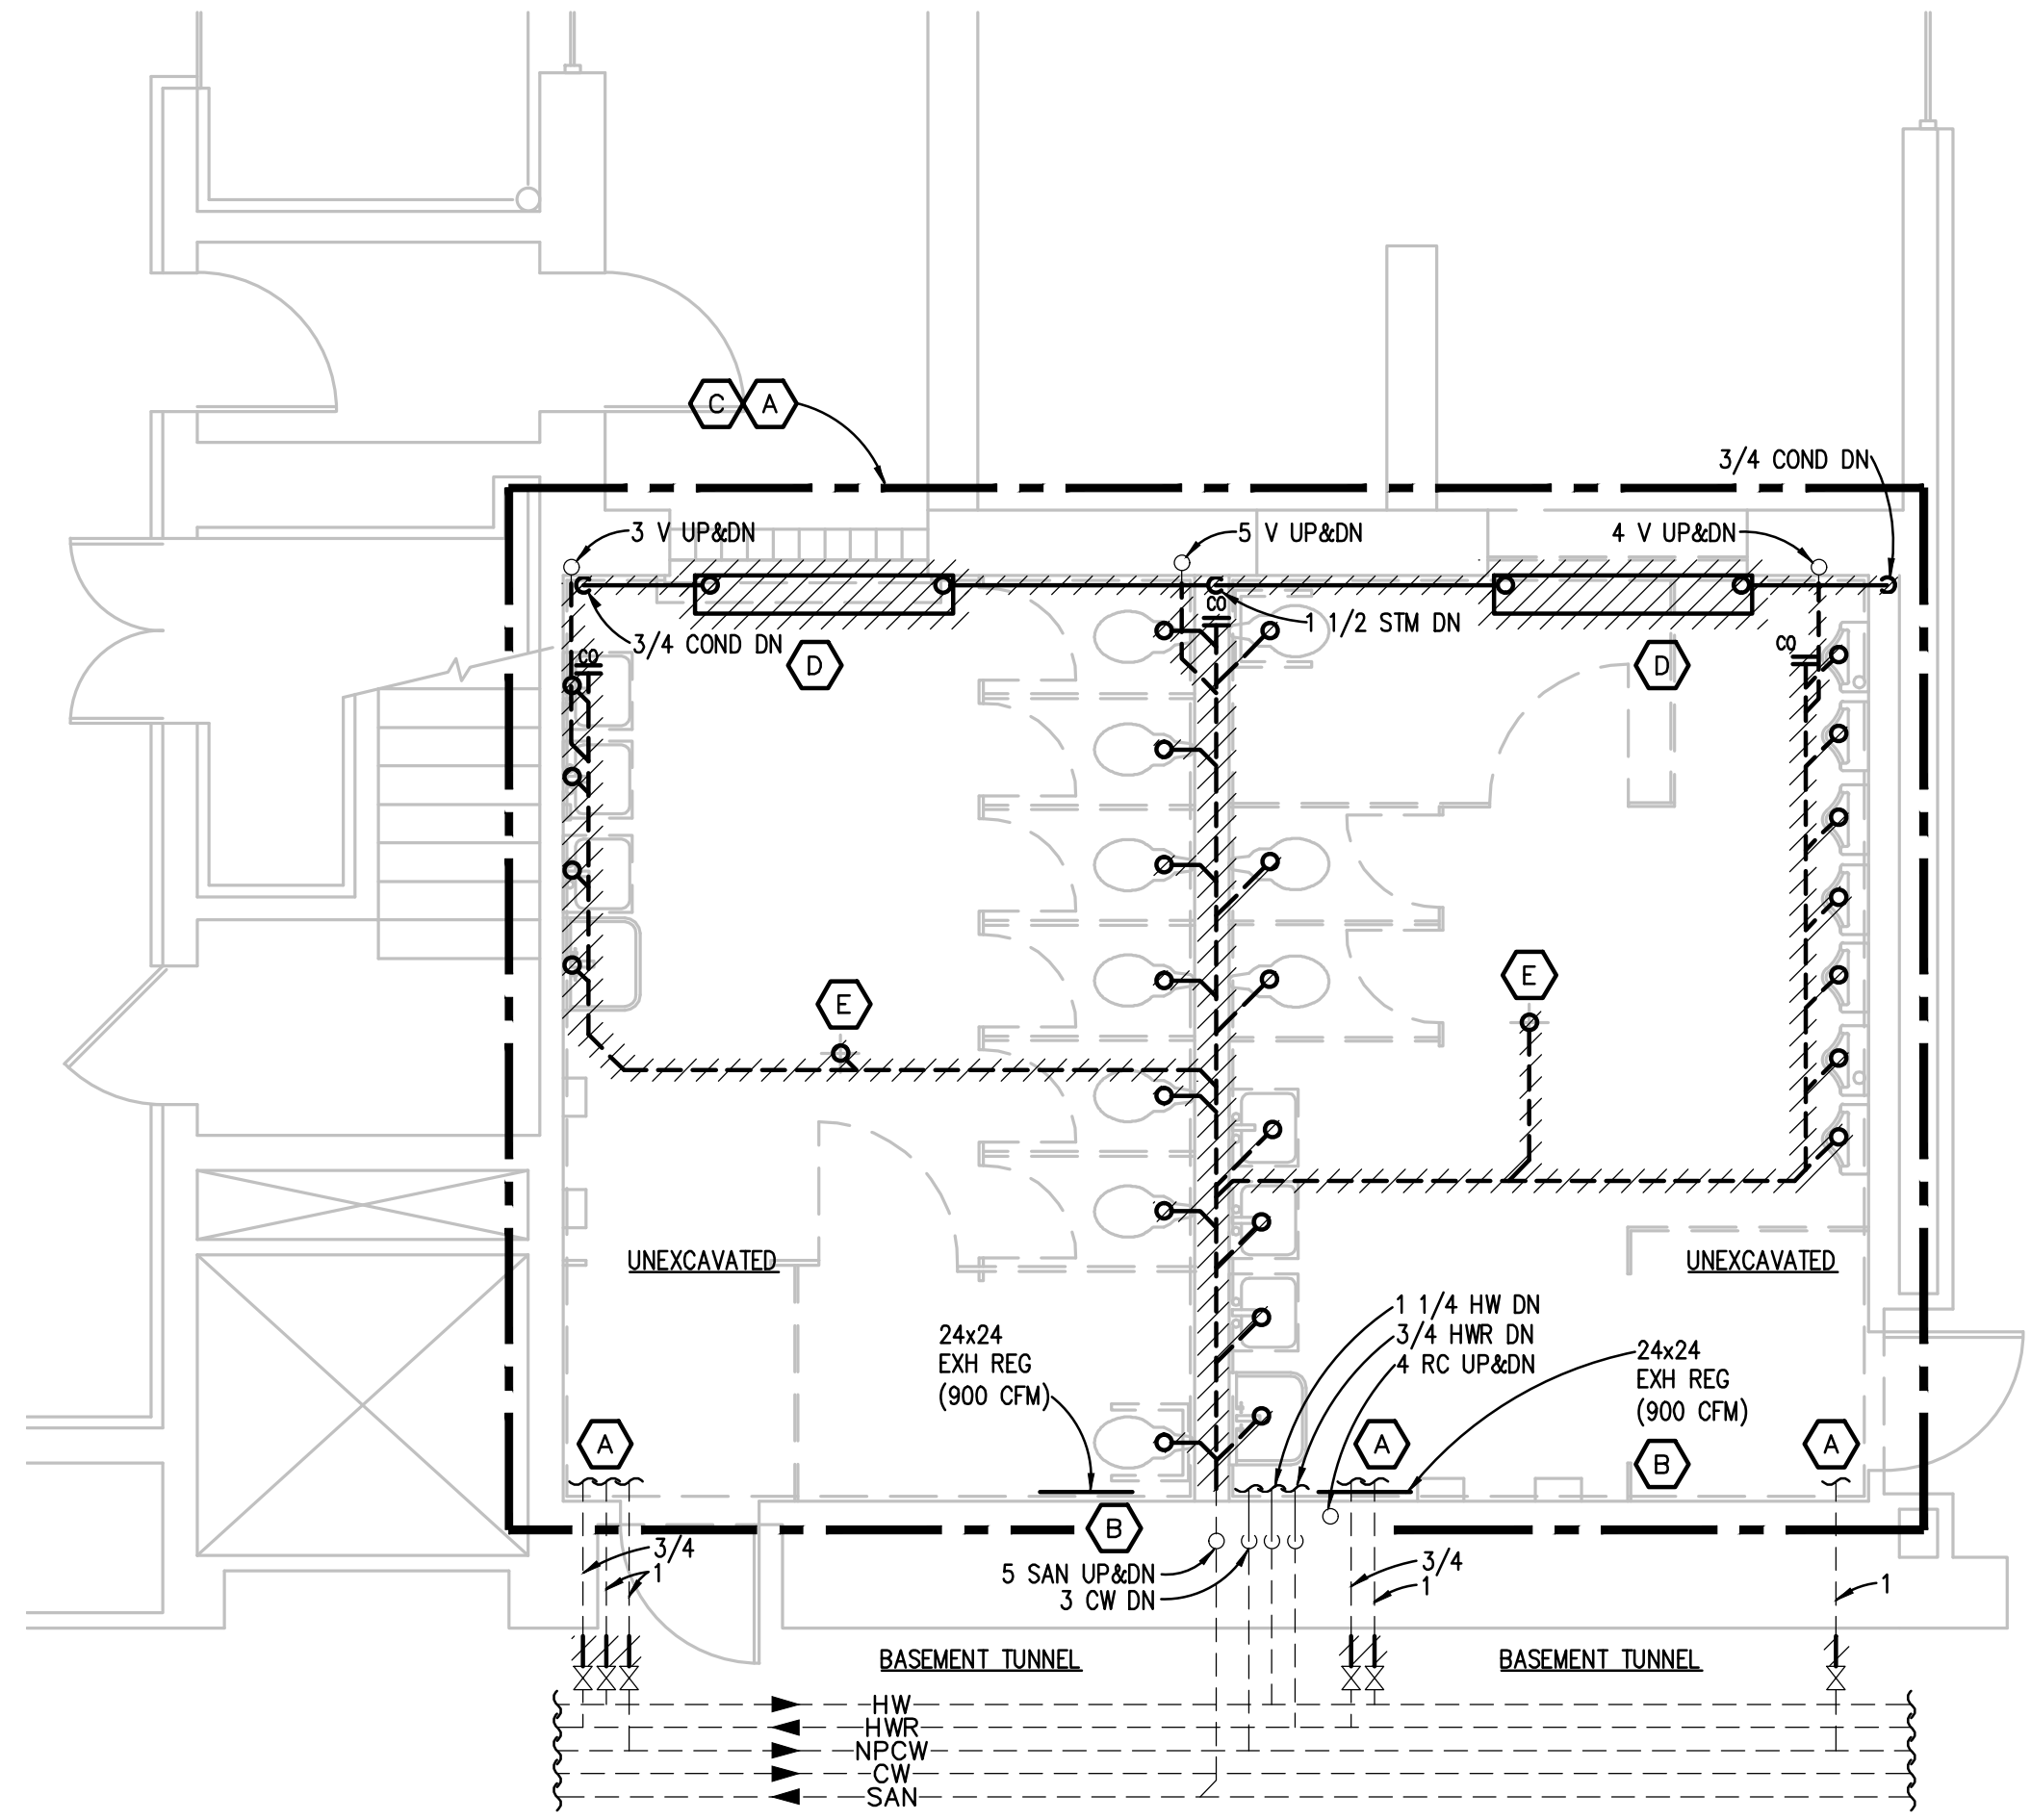 C A
3/4 COND DN
3 V UP&DN
5 V UP&DN
4 V UP&DN
CO
1 1/2 STM DN
3/4 COND DN
CO
CO
D
D
E
E
UNEXCAVATED
UNEXCAVATED
1 1/4 HW DN
3/4 HWR DN
4 RC UP&DN
24x24
EXH REG
(900 CFM)
24x24
EXH REG
(900 CFM)
A
A
A
B
B
3/4
1
5 SAN UP&DN
3 CW DN
3/4
1
1
BASEMENT TUNNEL
BASEMENT TUNNEL
HW
HWR
NPCW
CW
SAN